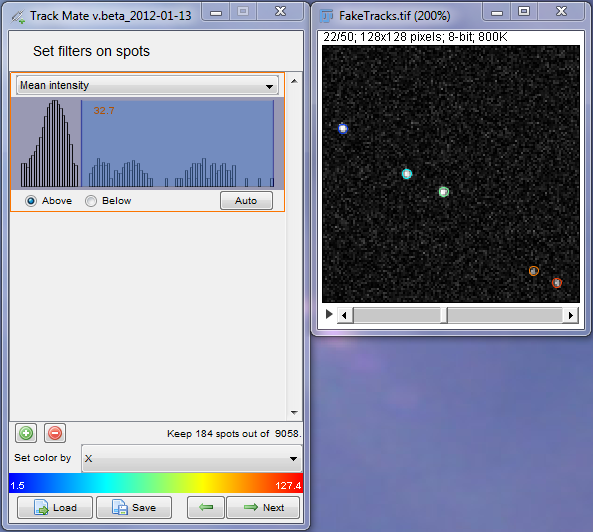 Track Mate v.beta_2012-01-13
Set filters on spots
Mean intensity
32.7
Above Below Auto
Keep 184 spots out of 9058.
Set color by X
1.5 127.4
Load Save Next
FakeTracks.tif (200%)
22/50; 128x128 pixels; 8-bit; 800K